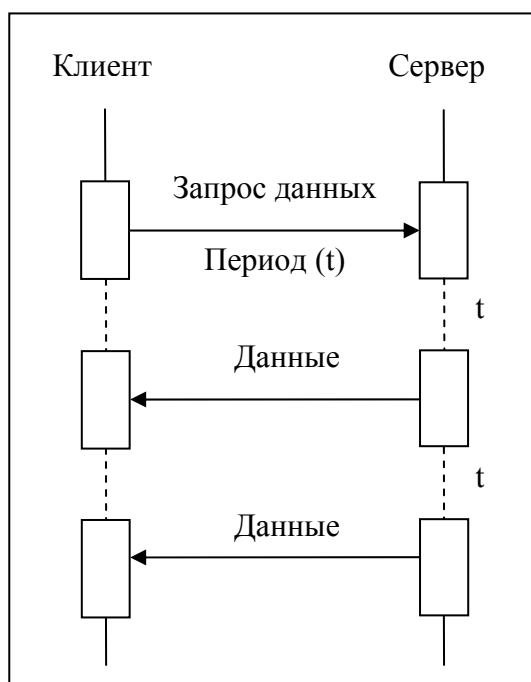 Клиент Сервер
Запрос данных
Период (t)
t
Данные
t
Данные